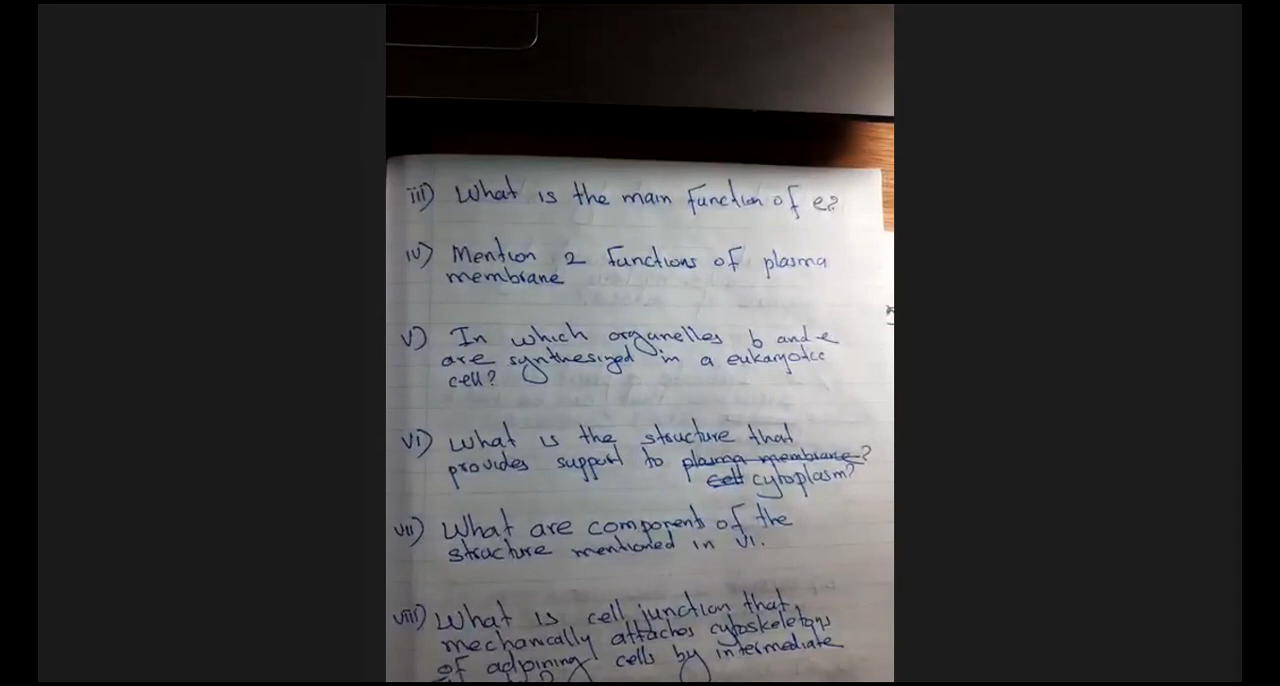 iii) What is the main function of e?
iv) Mention 2 functions of plasma
membrane
v) In which organelles b and e
are synthesized in a eukaryotic
cell?
vi) What is the structure that
provides support to plasma membrane?
cell cytoplasm?
vii) What are components of the
structure mentioned in VI.
viii) What is cell junction that
mechanically attaches cytoskeletons
of adjoining cells by intermediate